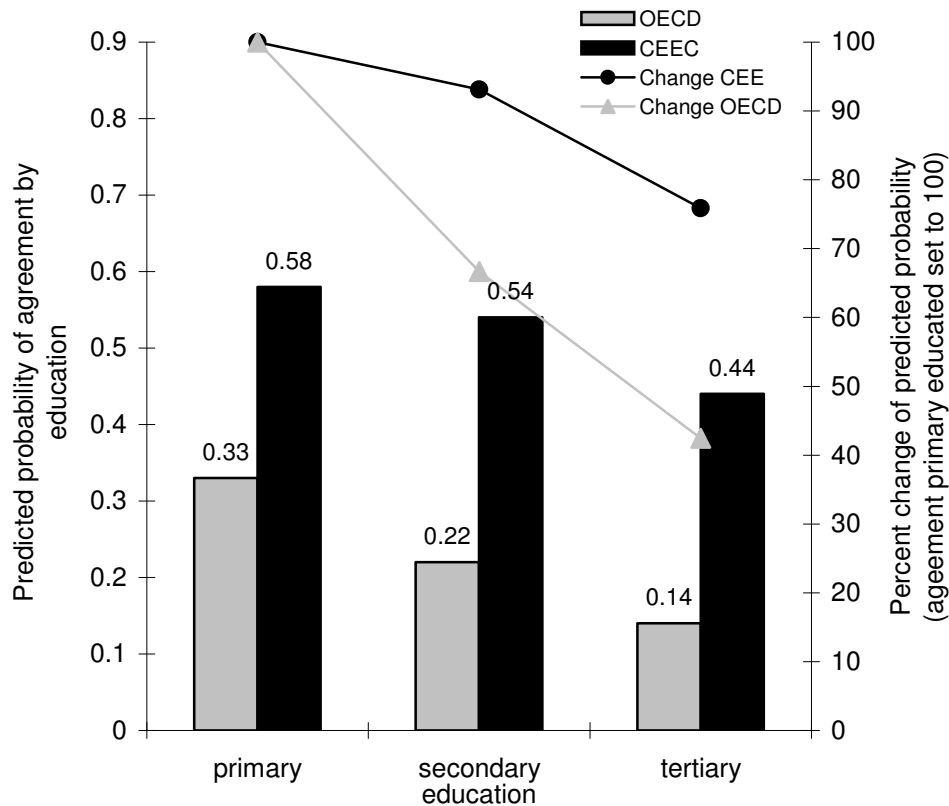 OECD
CEEC
Change CEE
Change OECD
Predicted probability of agreement by
education
0.9
0.8
0.7
0.6
0.5
0.4
0.3
0.2
0.1
0
0.33
0.58
0.22
0.54
0.14
0.44
100
90
80
70
60
50
40
30
20
10
0
Percent change of predicted probability
(ageement primary educated set to 100)
primary
secondary
tertiary
education